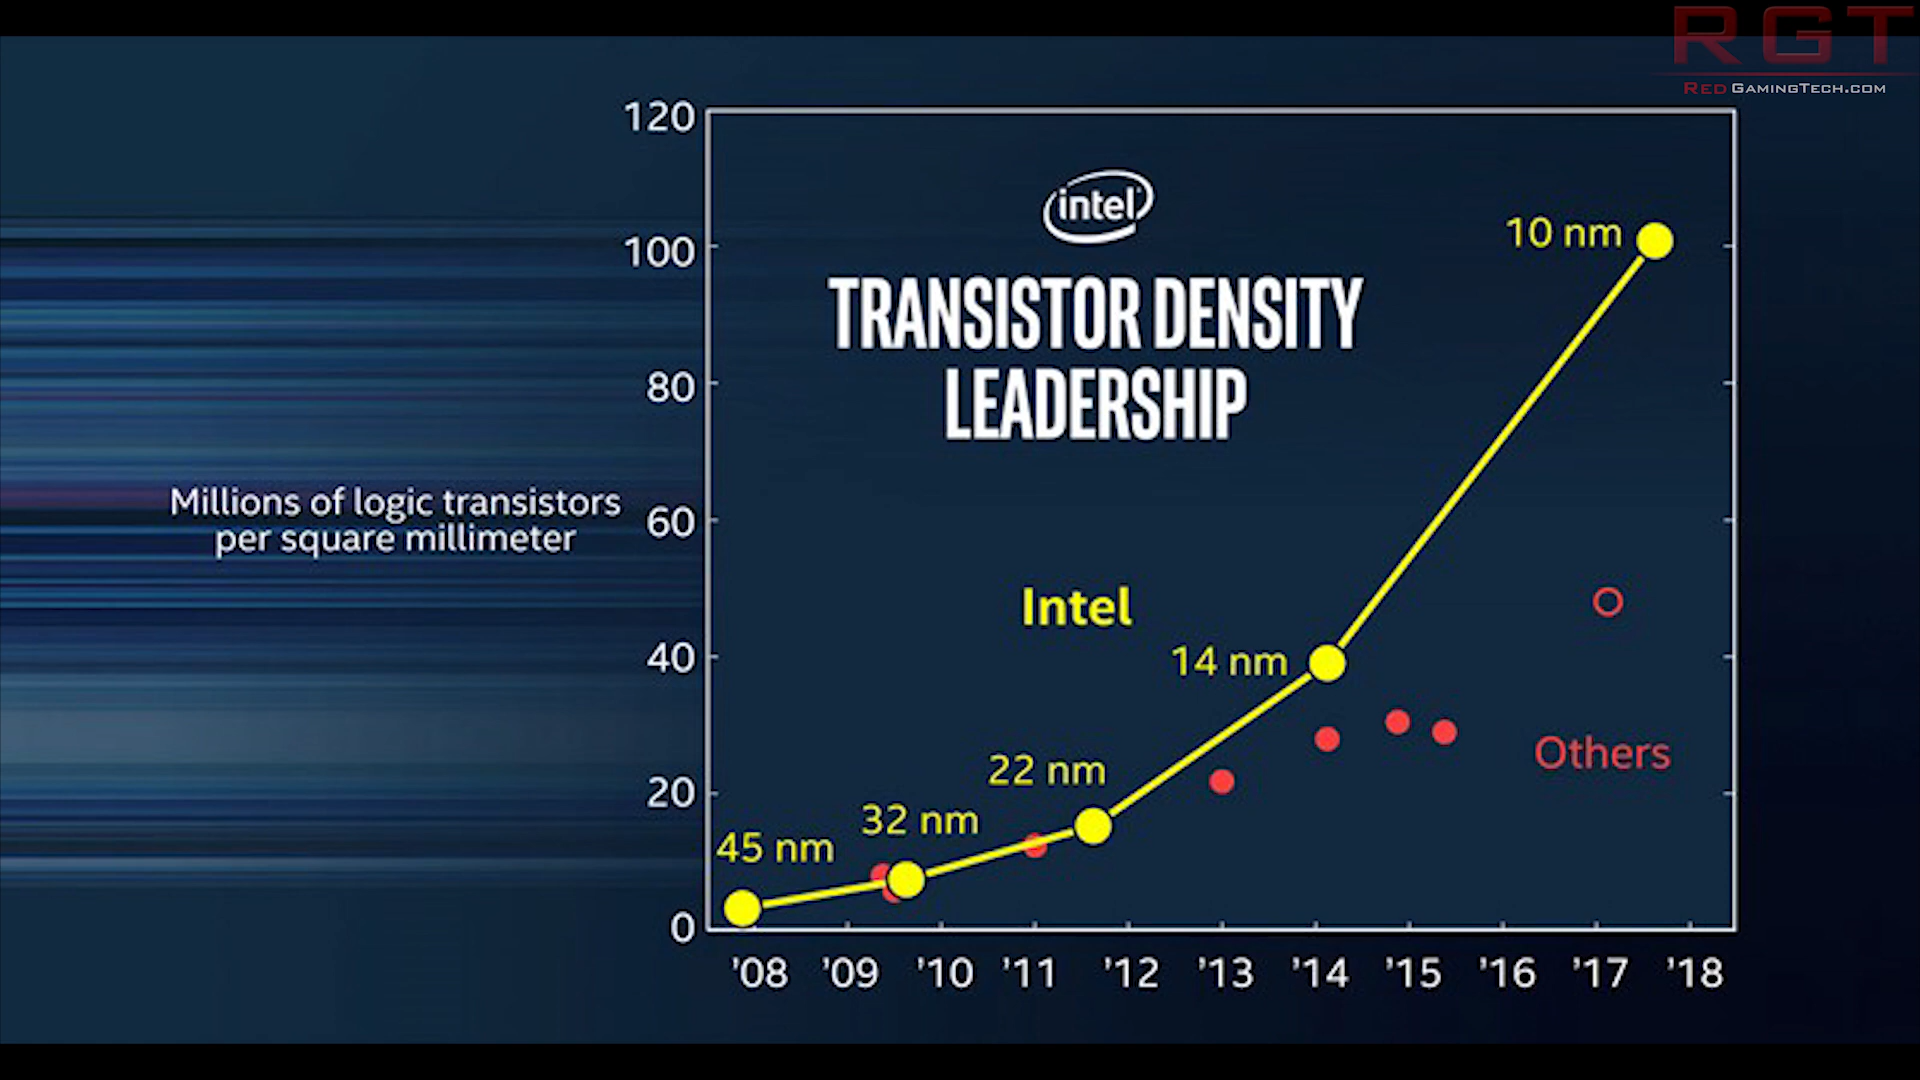 RGT
RedGamingTech.com
120
intel
10 nm
100
TRANSISTOR DENSITY
LEADERSHIP
80
Millions of logic transistors
per square millimeter
60
Intel
14 nm
40
Others
22 nm
20
32 nm
45 nm
0
'08 '09 '10 '11 '12 '13 '14 '15 '16 '17 '18